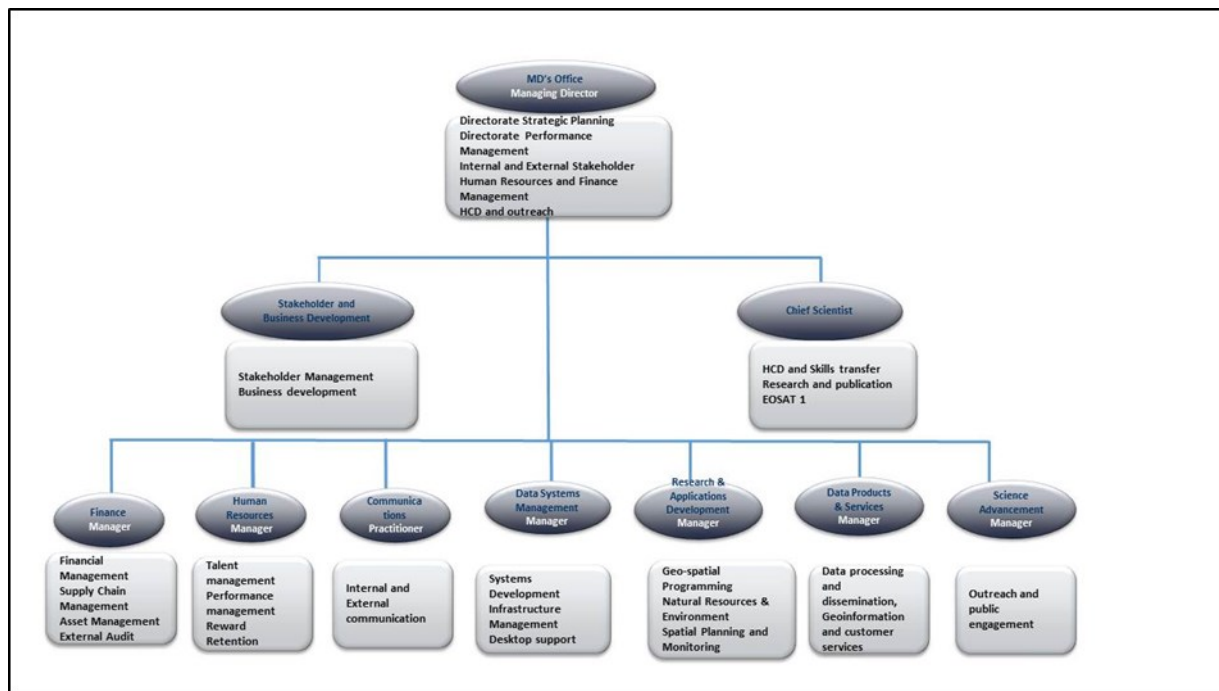 MD's Office
Managing Director
Directorate Strategic Planning
Directorate Performance
Management
Internal and External Stakeholder
Human Resources and Finance
Management
HCD and outreach
Stakeholder and
Business Development
Stakeholder Management
Business development
Chief Scientist
HCD and Skills transfer
Research and publication
EOSAT 1
Finance
Manager
Financial
Management
Supply Chain
Management
Asset Management
External Audit
Human
Resources
Manager
Talent
management
Performance
management
Reward
Retention
Communica
tions
Practitioner
Internal and
External
communication
Data Systems
Management
Manager
Systems
Development
Infrastructure
Management
Desktop support
Research &
Applications
Development
Manager
Geo-spatial
Programming
Natural Resources &
Environment
Spatial Planning and
Monitoring
Data Products
& Services
Manager
Data processing
and
dissemination,
Geoinformation
and customer
services
Science
Advancement
Manager
Outreach and
public
engagement